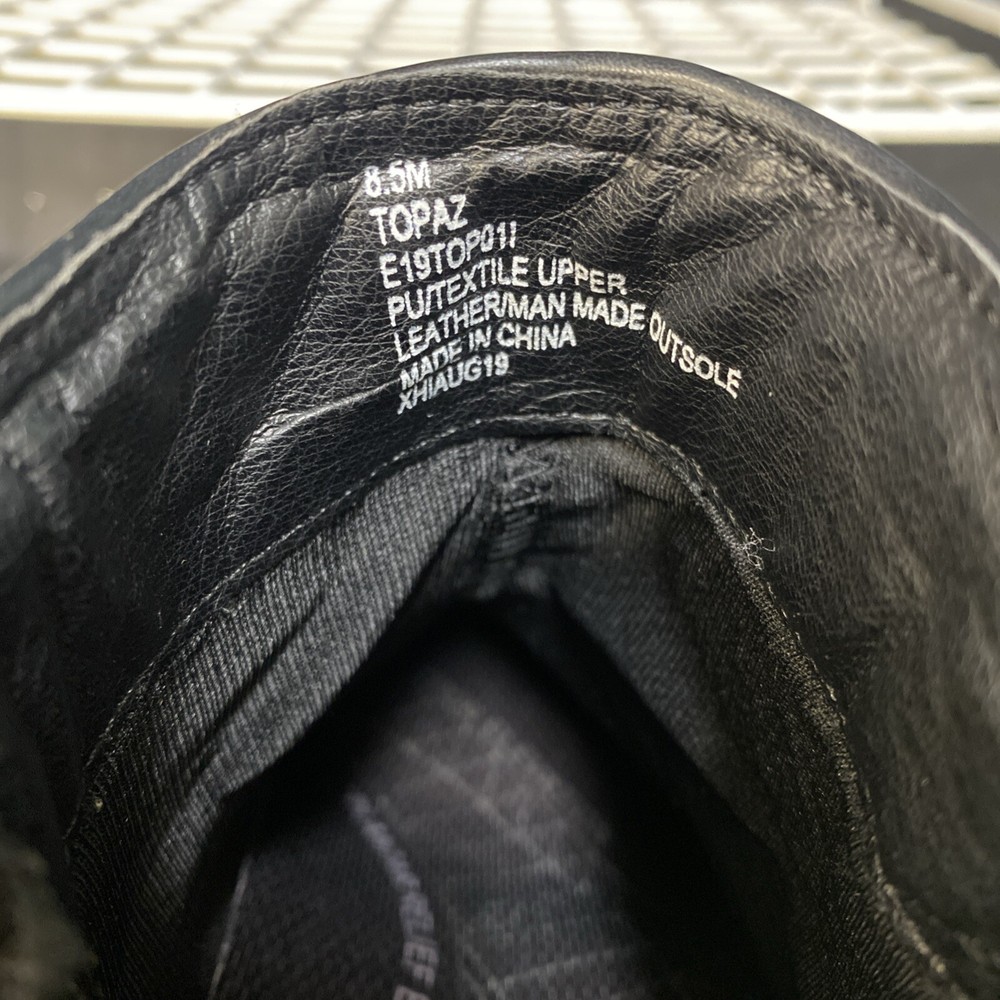 8.5M
TOPAZ
E19TOP01I
PU/TEXTILE UPPER
LEATHER/MAN MADE OUTSOLE
MADE IN CHINA
XHIAUG19